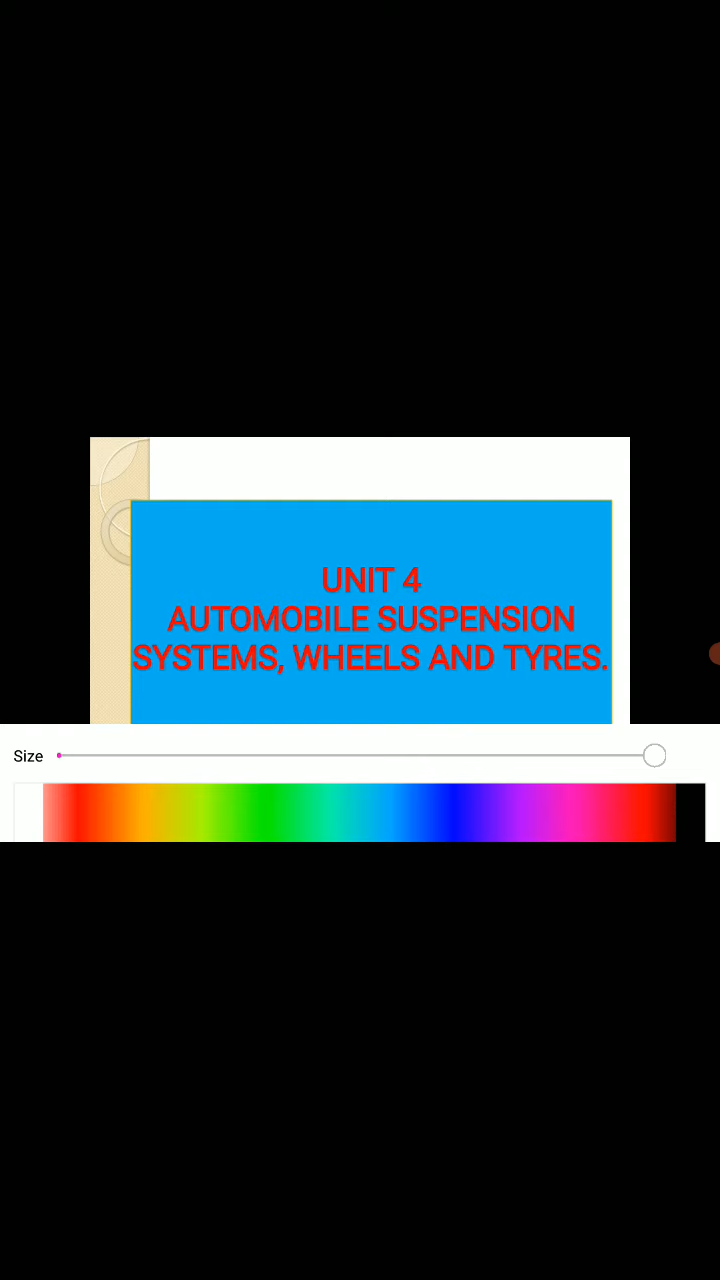 UNIT 4
AUTOMOBILE SUSPENSION
SYSTEMS, WHEELS AND TYRES.
Size